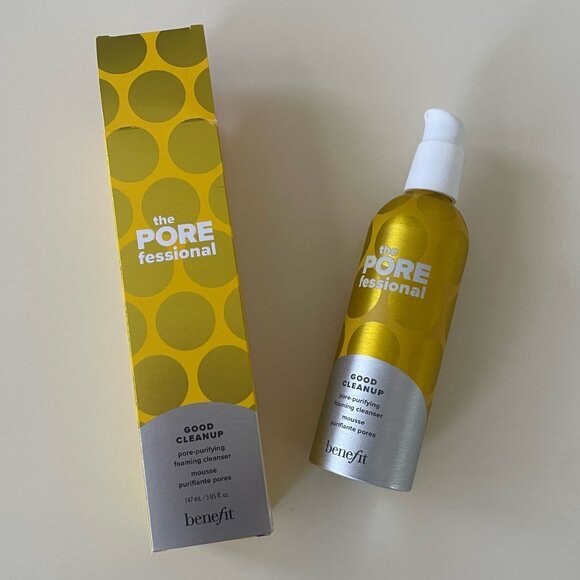 the
PORE
fessional
GOOD
CLEANUP
pore-purifying
foaming cleanser
mousse
purifiante pores
147 mL / 5.05 fl. oz.
benefit
the
PORE
fessional
GOOD
CLEANUP
pore-purifying
foaming cleanser
mousse
purifiante pores
benefit